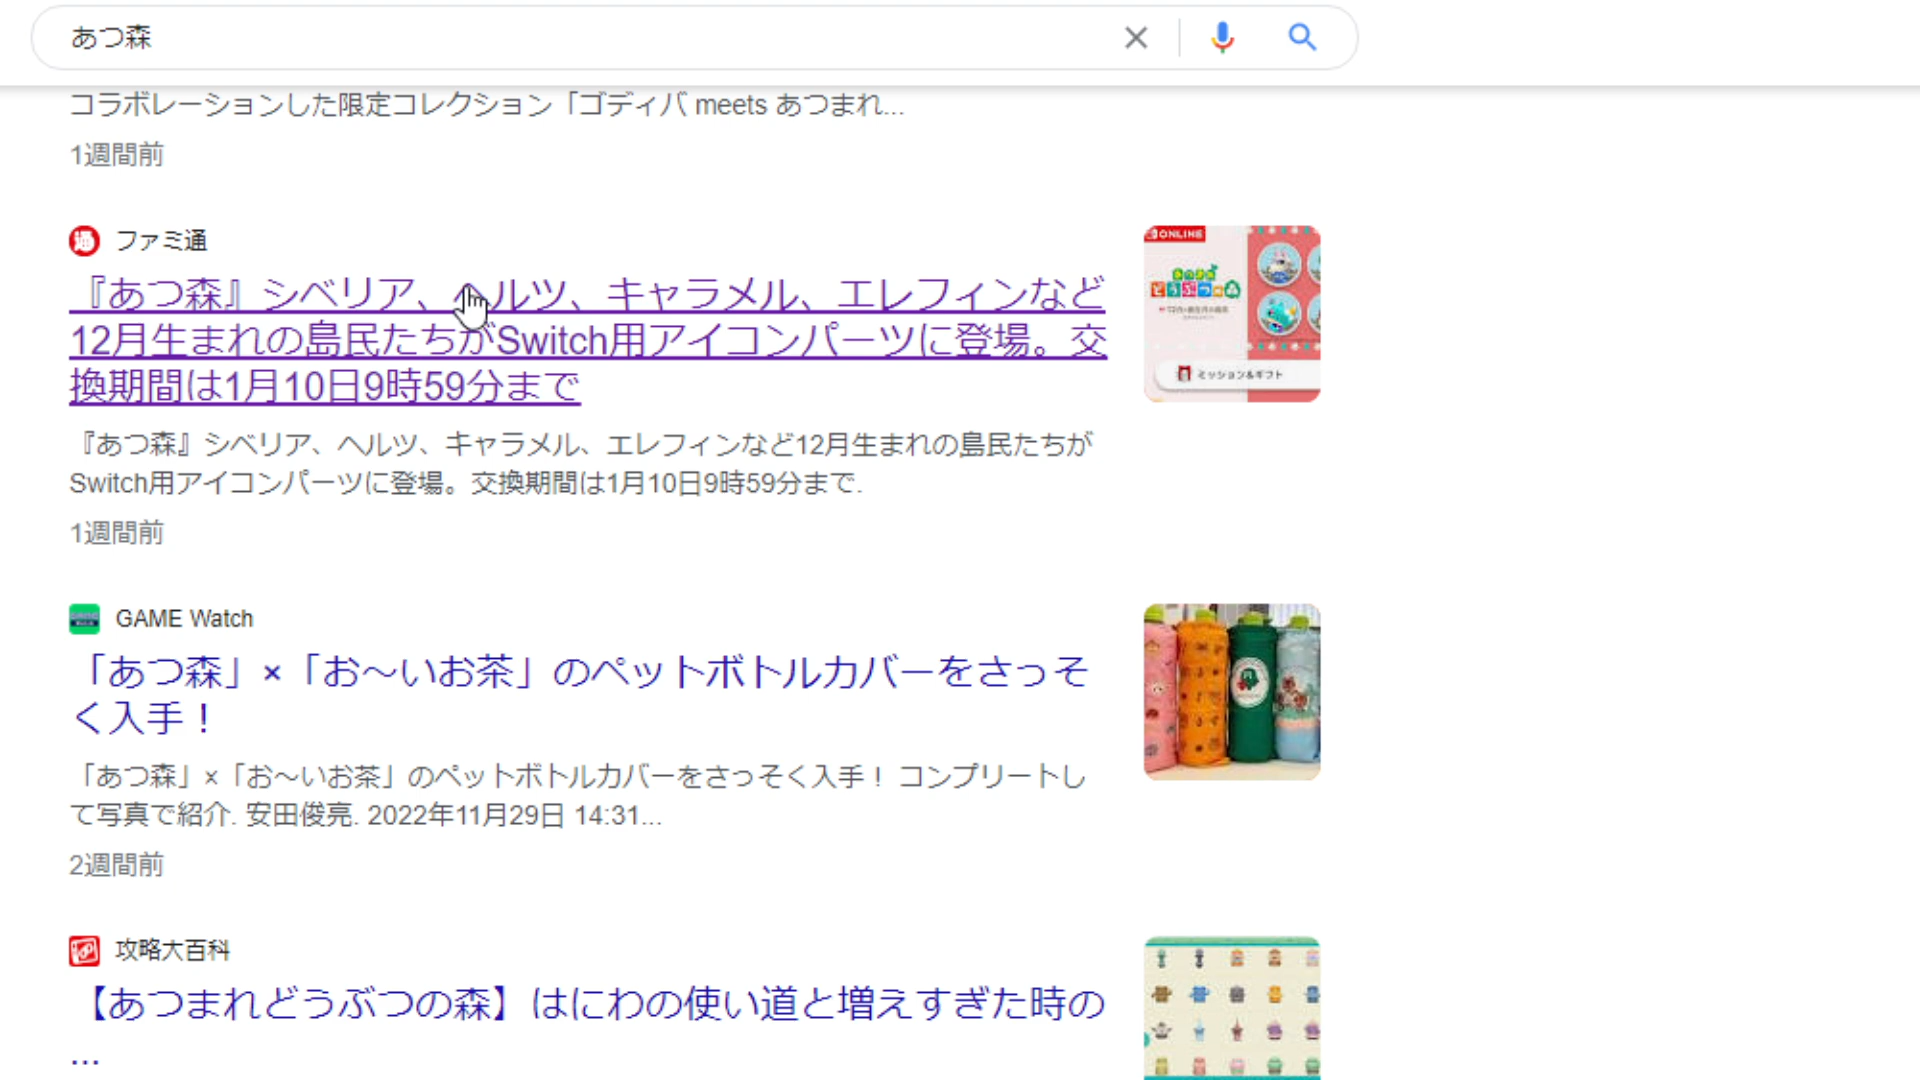 あつ森
コラボレーションした限定コレクション「ゴディバ meets あつまれ...
1週間前
ファミ通
『あつ森』シベリア、ヘルツ、キャラメル、エレフィンなど
12月生まれの島民たちがSwitch用アイコンパーツに登場。交
換期間は1月10日9時59分まで
ONLINE
どうぶつの森
ミッション&ギフト
『あつ森』シベリア、ヘルツ、キャラメル、エレフィンなど12月生まれの島民たちが
Switch用アイコンパーツに登場。交換期間は1月10日9時59分まで.
1週間前
GAME Watch
「あつ森」×「お～いお茶」のペットボトルカバーをさっそ
く入手！
「あつ森」×「お～いお茶」のペットボトルカバーをさっそく入手！ コンプリートし
て写真で紹介. 安田俊亮. 2022年11月29日 14:31...
2週間前
攻略大百科
【あつまれどうぶつの森】はにわの使い道と増えすぎた時の
...